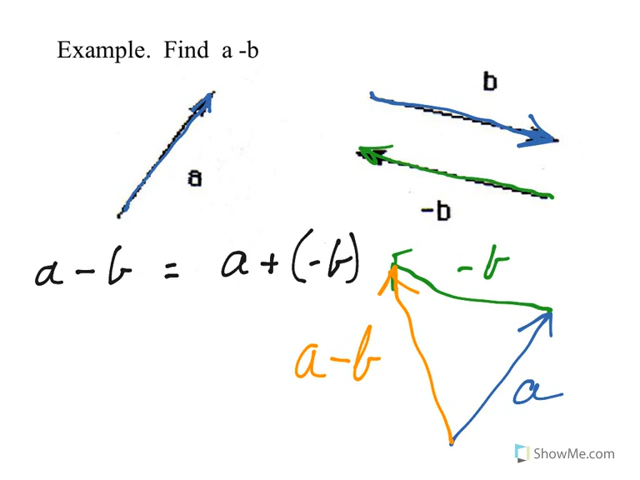 Example. Find a -b
b
a
-b
a - b = a + (-b)
-b
a - b
a
ShowMe.com